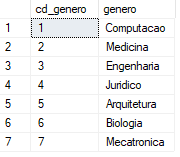 cd_genero genero
1 1 Computacao
2 2 Medicina
3 3 Engenharia
4 4 Juridico
5 5 Arquitetura
6 6 Biologia
7 7 Mecatronica